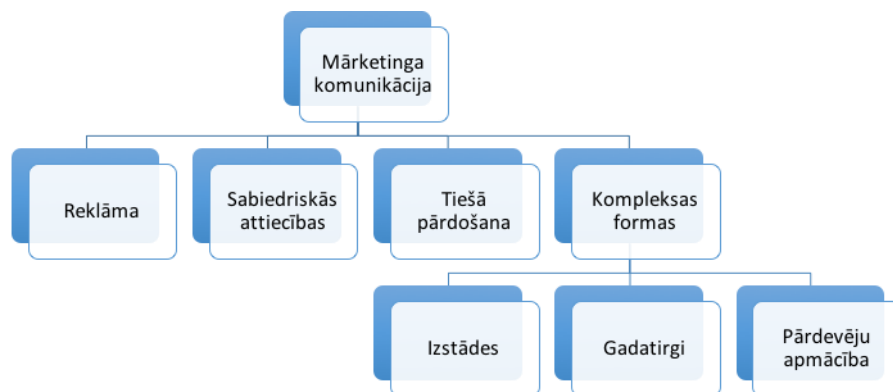 Mārketinga
komunikācija
Reklāma
Sabiedriskās
attiecības
Tiešā
pārdošana
Kompleksas
formas
Izstādes
Gadatirgi
Pārdevēju
apmācība